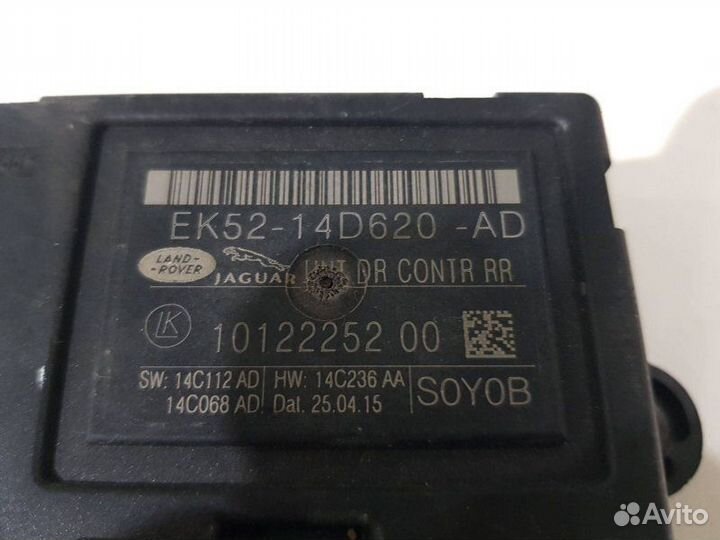 EK52-14D620-AD
LAND-
-ROVER
JAGUAR
UNIT DR CONTR RR
LK
10122252 00
SW: 14C112 AD
14C068 AD
HW: 14C236 AA
Dat. 25.04.15
S0Y0B
Avito